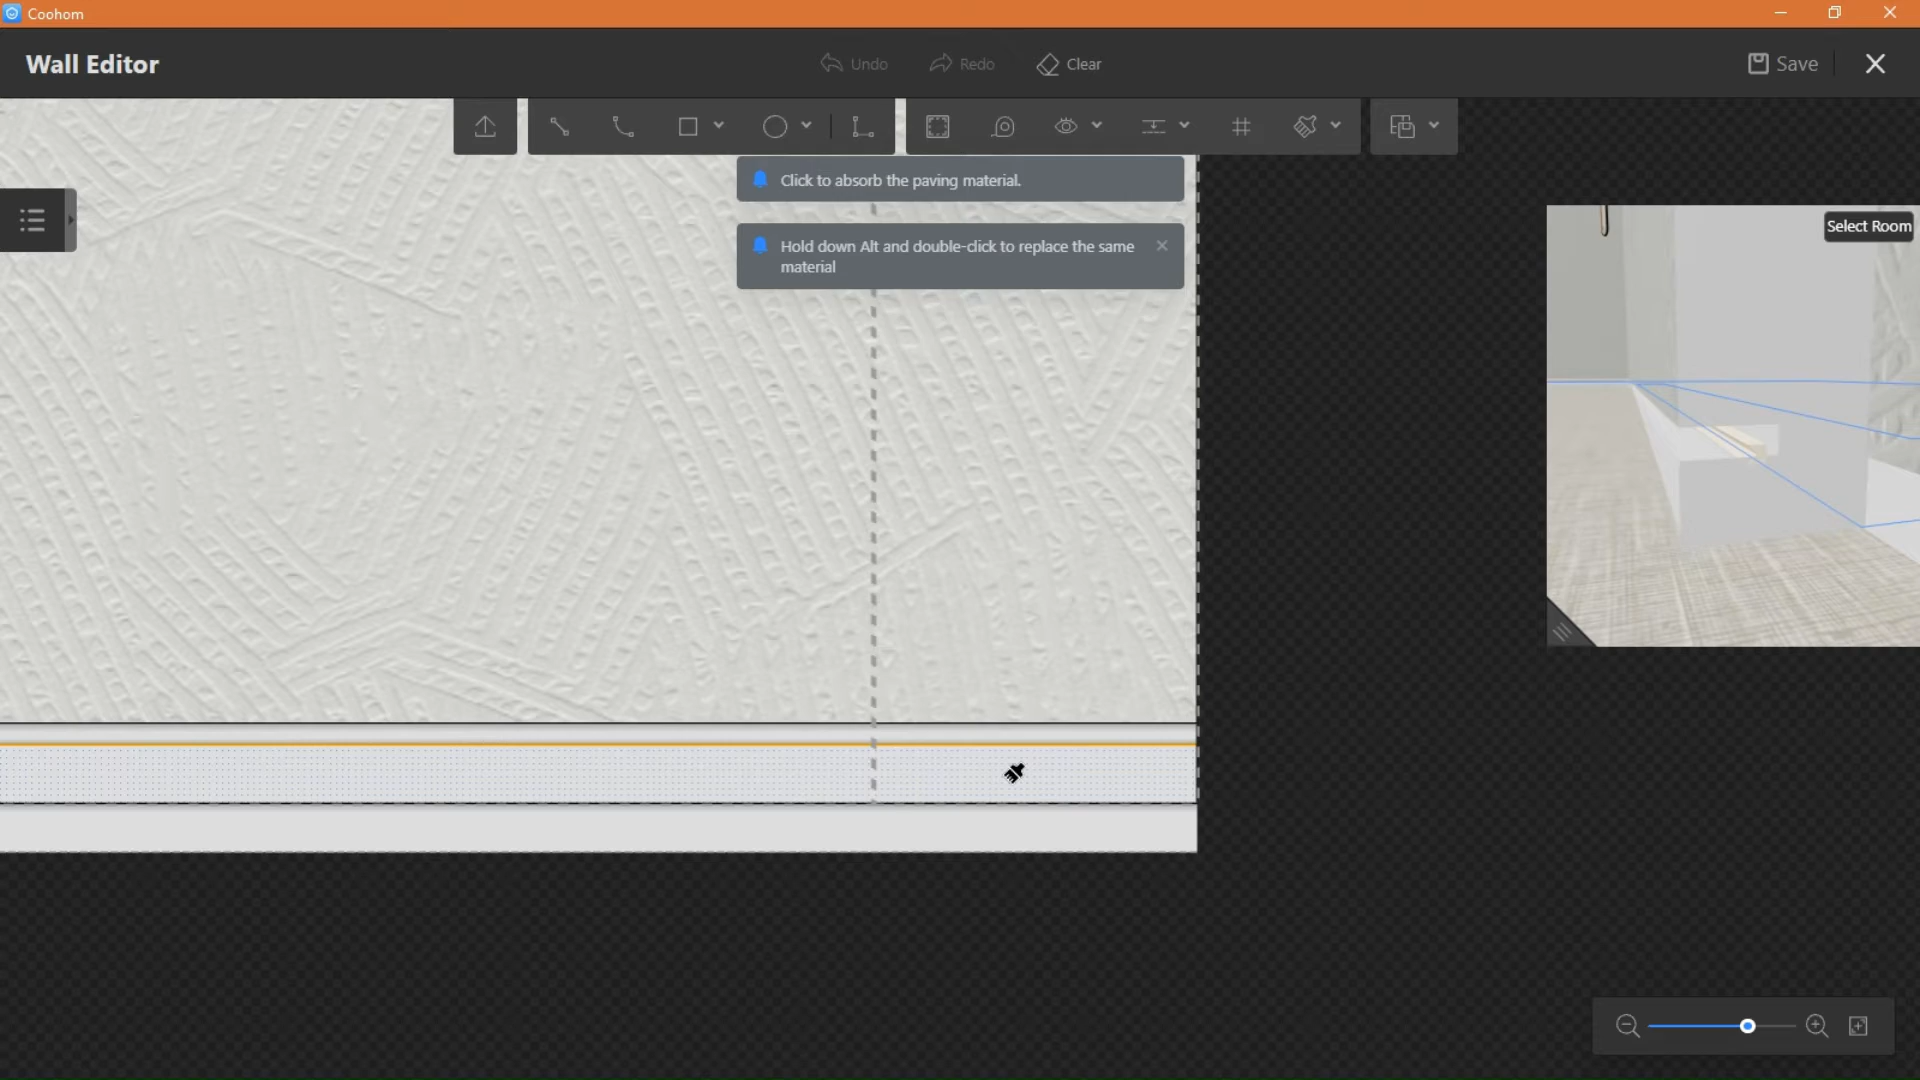 Coohom
Wall Editor
Undo
Redo
Clear
Save
Click to absorb the paving material.
Hold down Alt and double-click to replace the same
material
Select Room